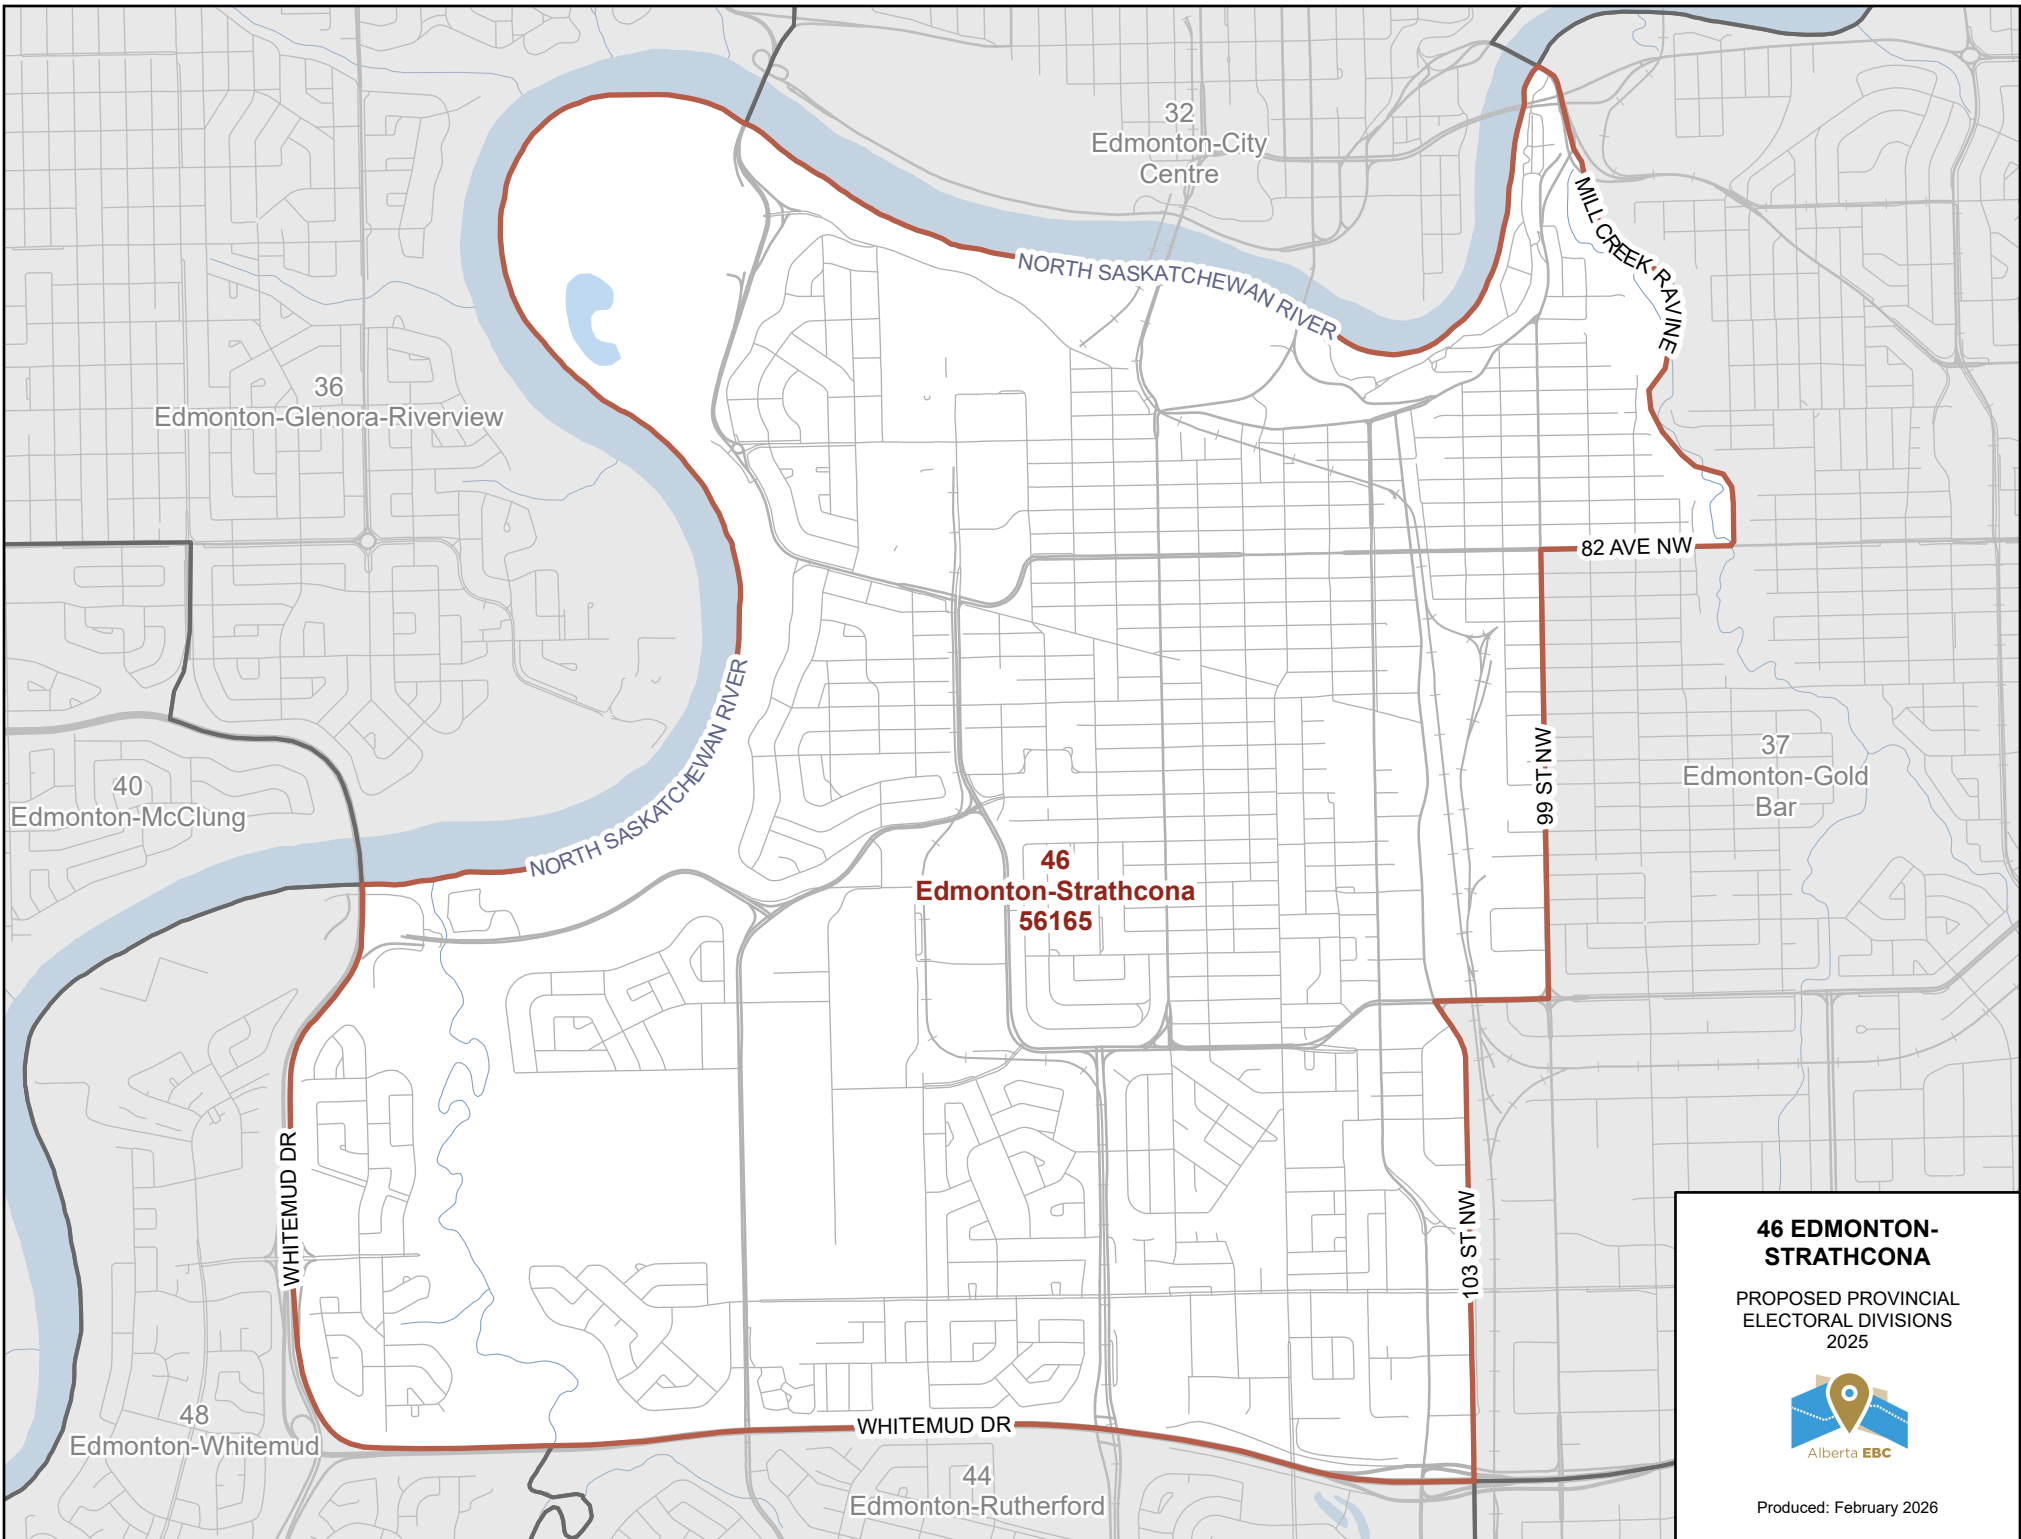 32
Edmonton-City
Centre
MILL CREEK RAVINE
NORTH SASKATCHEWAN RIVER
36
Edmonton-Glenora-Riverview
82 AVE NW
NORTH SASKATCHEWAN RIVER
99 ST NW
37
Edmonton-Gold
Bar
40
Edmonton-McClung
46
Edmonton-Strathcona
56165
WHITEMUD DR
103 ST NW
48
Edmonton-Whitemud
WHITEMUD DR
44
Edmonton-Rutherford
46 EDMONTON-
STRATHCONA
PROPOSED PROVINCIAL
ELECTORAL DIVISIONS
2025
Alberta EBC
Produced: February 2026